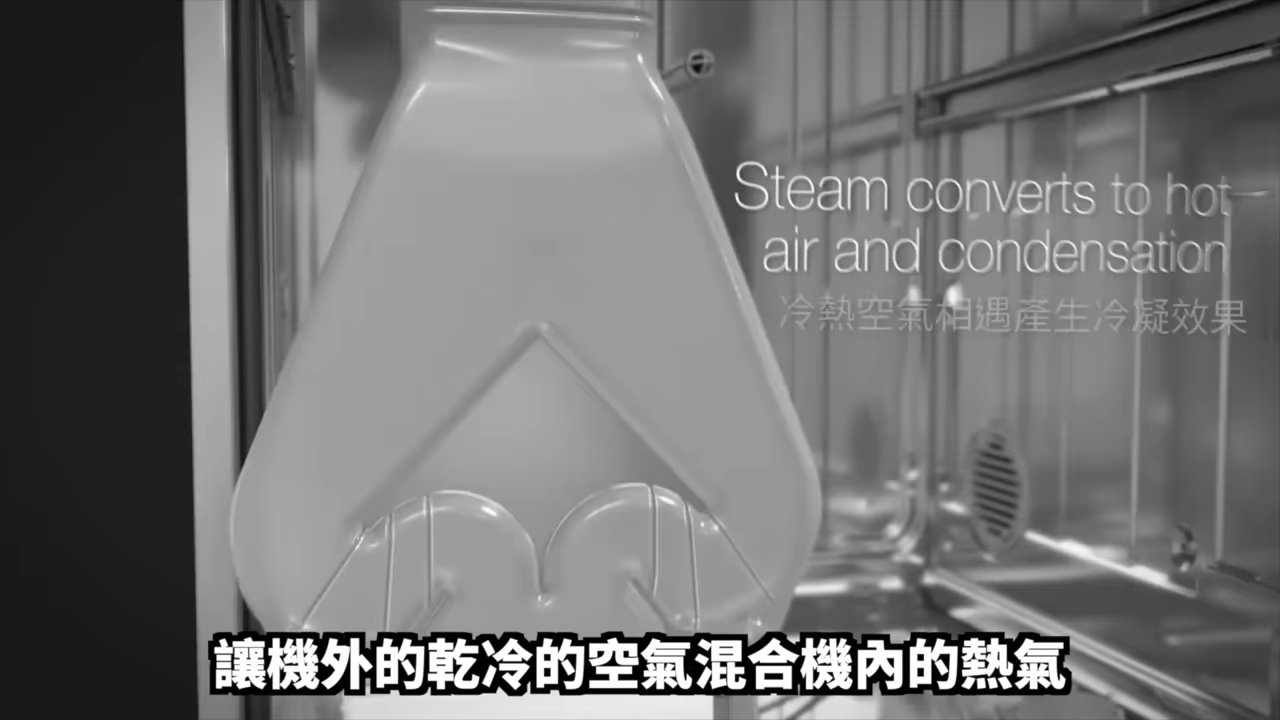 Steam converts to hot
air and condensation
冷熱空氣相遇產生冷凝效果
讓機外的乾冷的空氣混合機內的熱氣